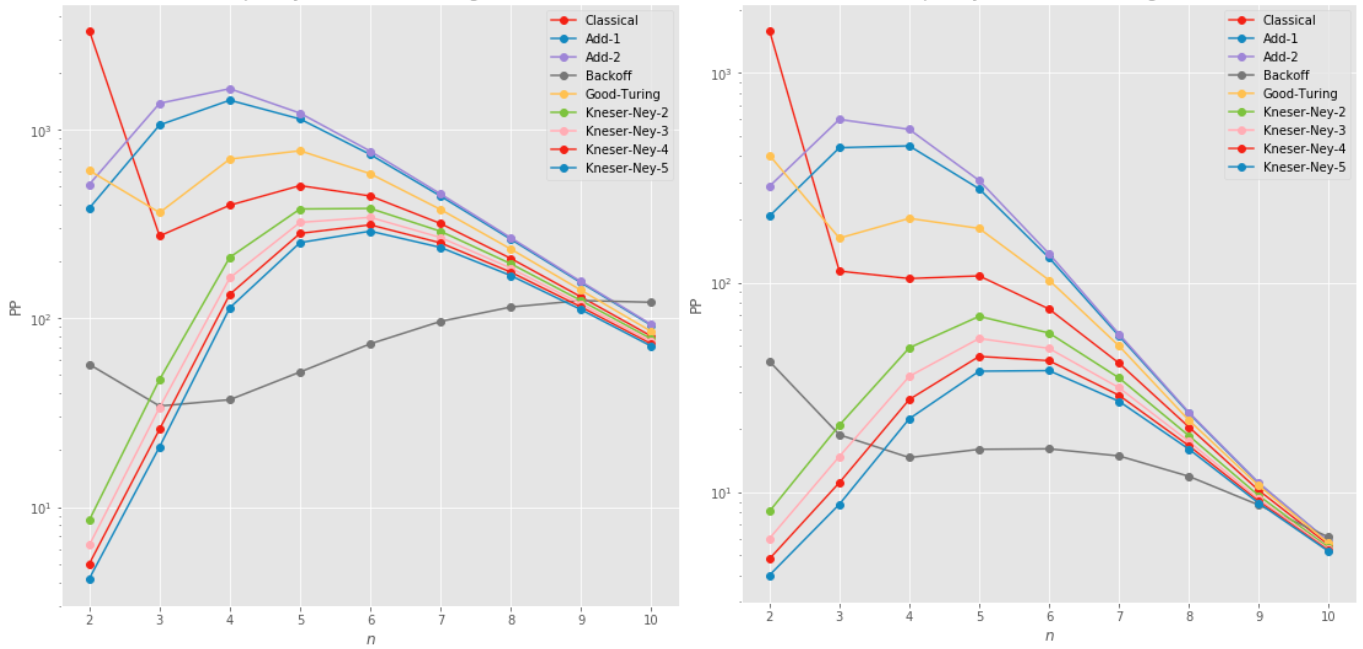 Classical
Add-1
Add-2
Backoff
Good-Turing
Kneser-Ney-2
Kneser-Ney-3
Kneser-Ney-4
Kneser-Ney-5
10³
10²
10¹
PP
2 3 4 5 6 7 8 9 10
n
Classical
Add-1
Add-2
Backoff
Good-Turing
Kneser-Ney-2
Kneser-Ney-3
Kneser-Ney-4
Kneser-Ney-5
10³
10²
10¹
PP
2 3 4 5 6 7 8 9 10
n